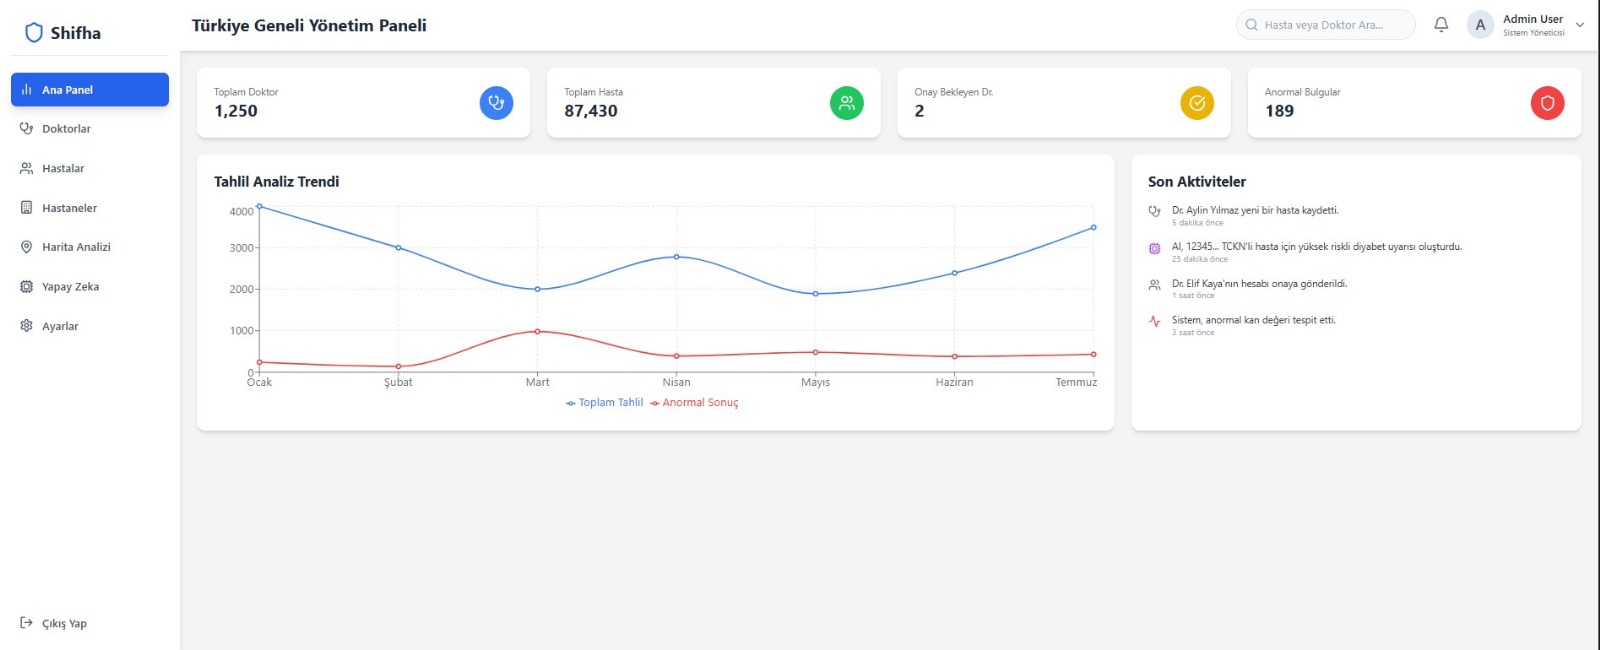 Shifha
Ana Panel
Doktorlar
Hastalar
Hastaneler
Harita Analizi
Yapay Zeka
Ayarlar
Çıkış Yap
Türkiye Geneli Yönetim Paneli
Hasta veya Doktor Ara...
A
Admin User
Sistem Yöneticisi
Toplam Doktor
1,250
Toplam Hasta
87,430
Onay Bekleyen Dr.
2
Anormal Bulgular
189
Tahlil Analiz Trendi
4000
3000
2000
1000
0
Ocak Şubat Mart Nisan Mayıs Haziran Temmuz
Toplam Tahlil Anormal Sonuç
Son Aktiviteler
Dr. Aylin Yılmaz yeni bir hasta kaydetti.
5 dakika önce
AI, 12345... TCKN'li hasta için yüksek riskli diyabet uyarısı oluşturdu.
25 dakika önce
Dr. Elif Kaya'nın hesabı onaya gönderildi.
1 saat önce
Sistem, anormal kan değeri tespit etti.
3 saat önce